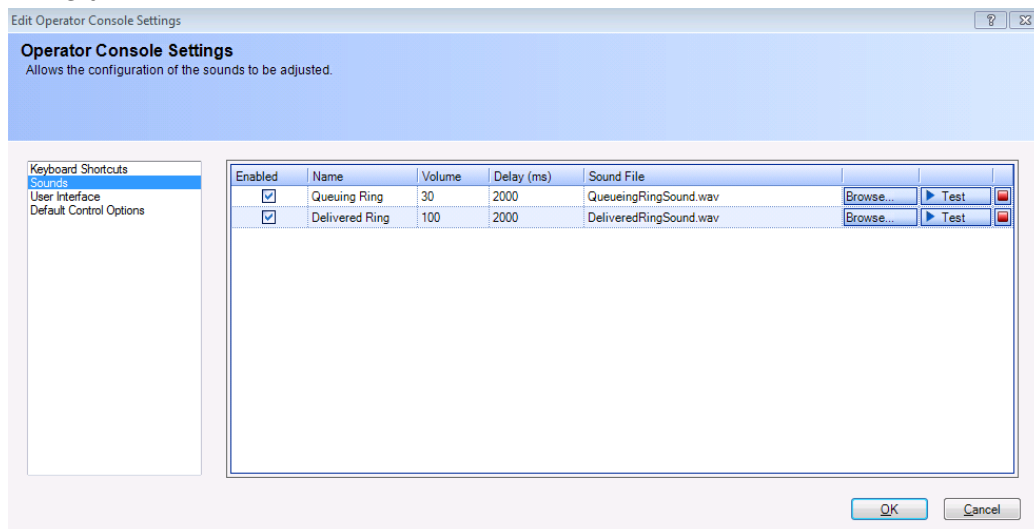 Edit Operator Console Settings
Operator Console Settings
Allows the configuration of the sounds to be adjusted.
Keyboard Shortcuts
Sounds
User Interface
Default Control Options
Enabled Name Volume Delay (ms) Sound File
Queuing Ring 30 2000 QueueingRingSound.wav Browse... Test
Delivered Ring 100 2000 DeliveredRingSound.wav Browse... Test
OK Cancel